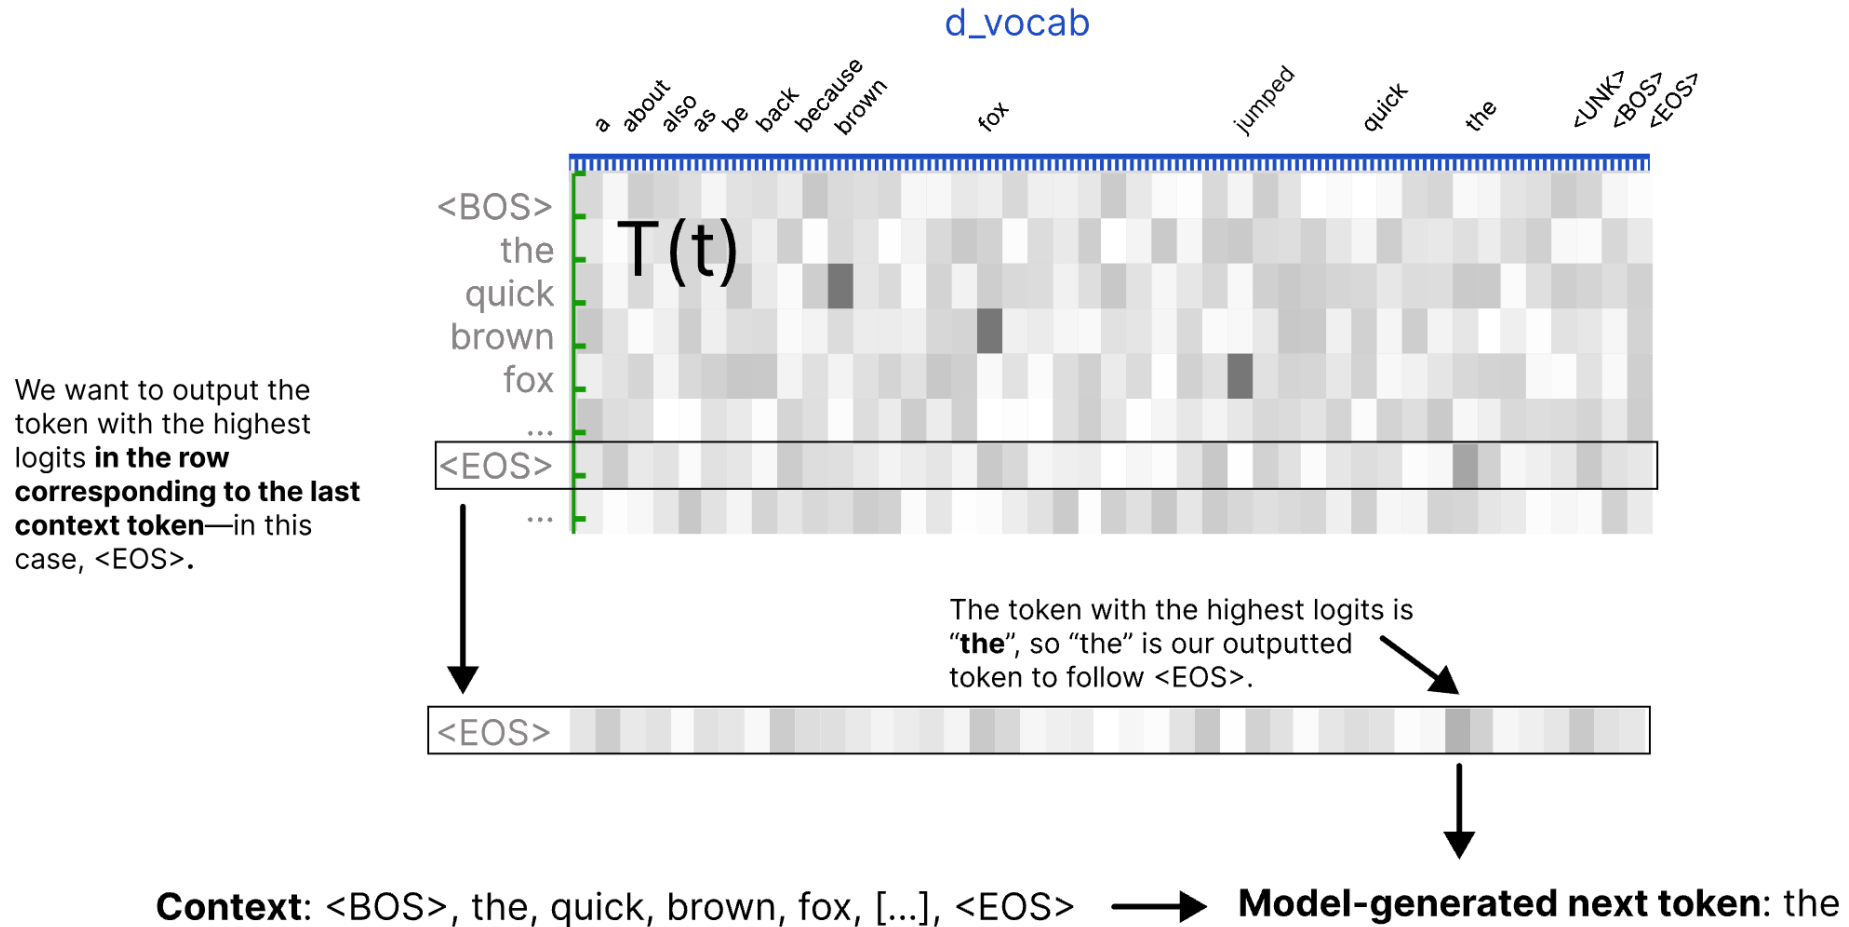 d_vocab
a about also as be back because brown fox jumped quick the <UNK> <BOS> <EOS>
T(t)
<BOS>
the
quick
brown
fox
...
<EOS>
...
We want to output the
token with the highest
logits in the row
corresponding to the last
context token—in this
case, <EOS>.
The token with the highest logits is
“the”, so “the” is our outputted
token to follow <EOS>.
<EOS>
Context: <BOS>, the, quick, brown, fox, [...], <EOS>
Model-generated next token: the